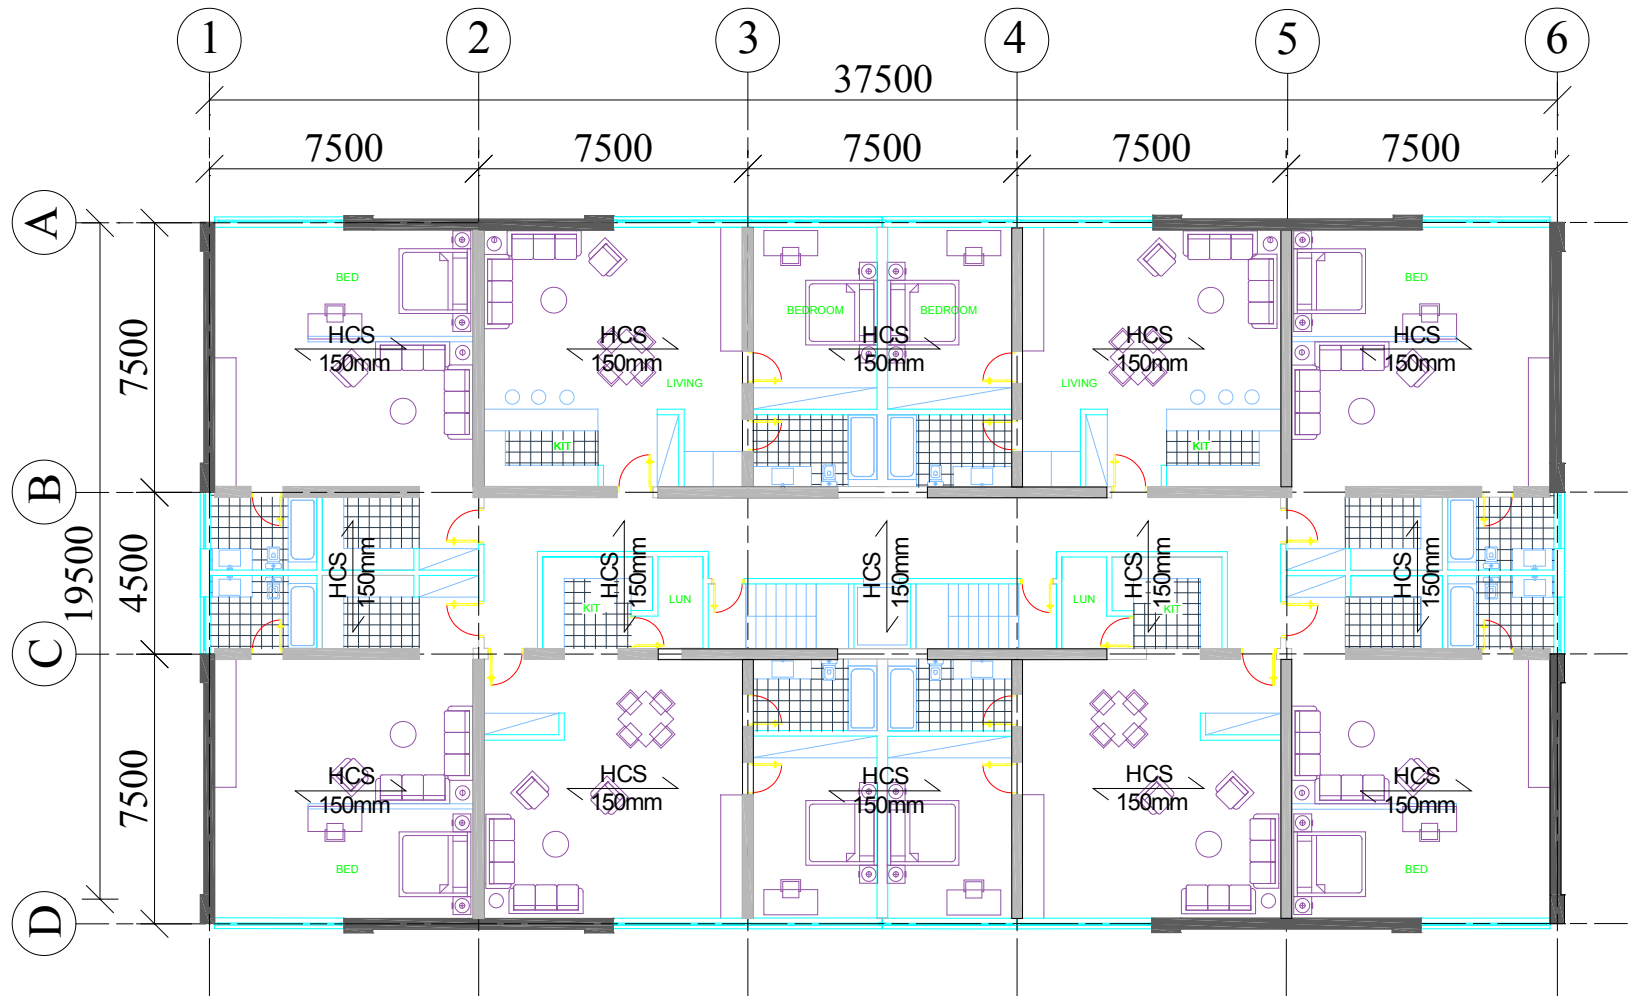 1 2 3 4 5 6
37500
7500 7500 7500 7500 7500
A
BED BED
BEDROOM BEDROOM
7500
HCS HCS HCS HCS HCS
150mm 150mm 150mm 150mm 150mm
LIVING LIVING
KIT KIT
B
19500
4500
HCS 150mm
HCS 150mm
HCS 150mm
HCS 150mm
HCS 150mm
KIT LUN LUN KIT
C
7500
HCS HCS HCS HCS HCS
150mm 150mm 150mm 150mm 150mm
BED BED
D